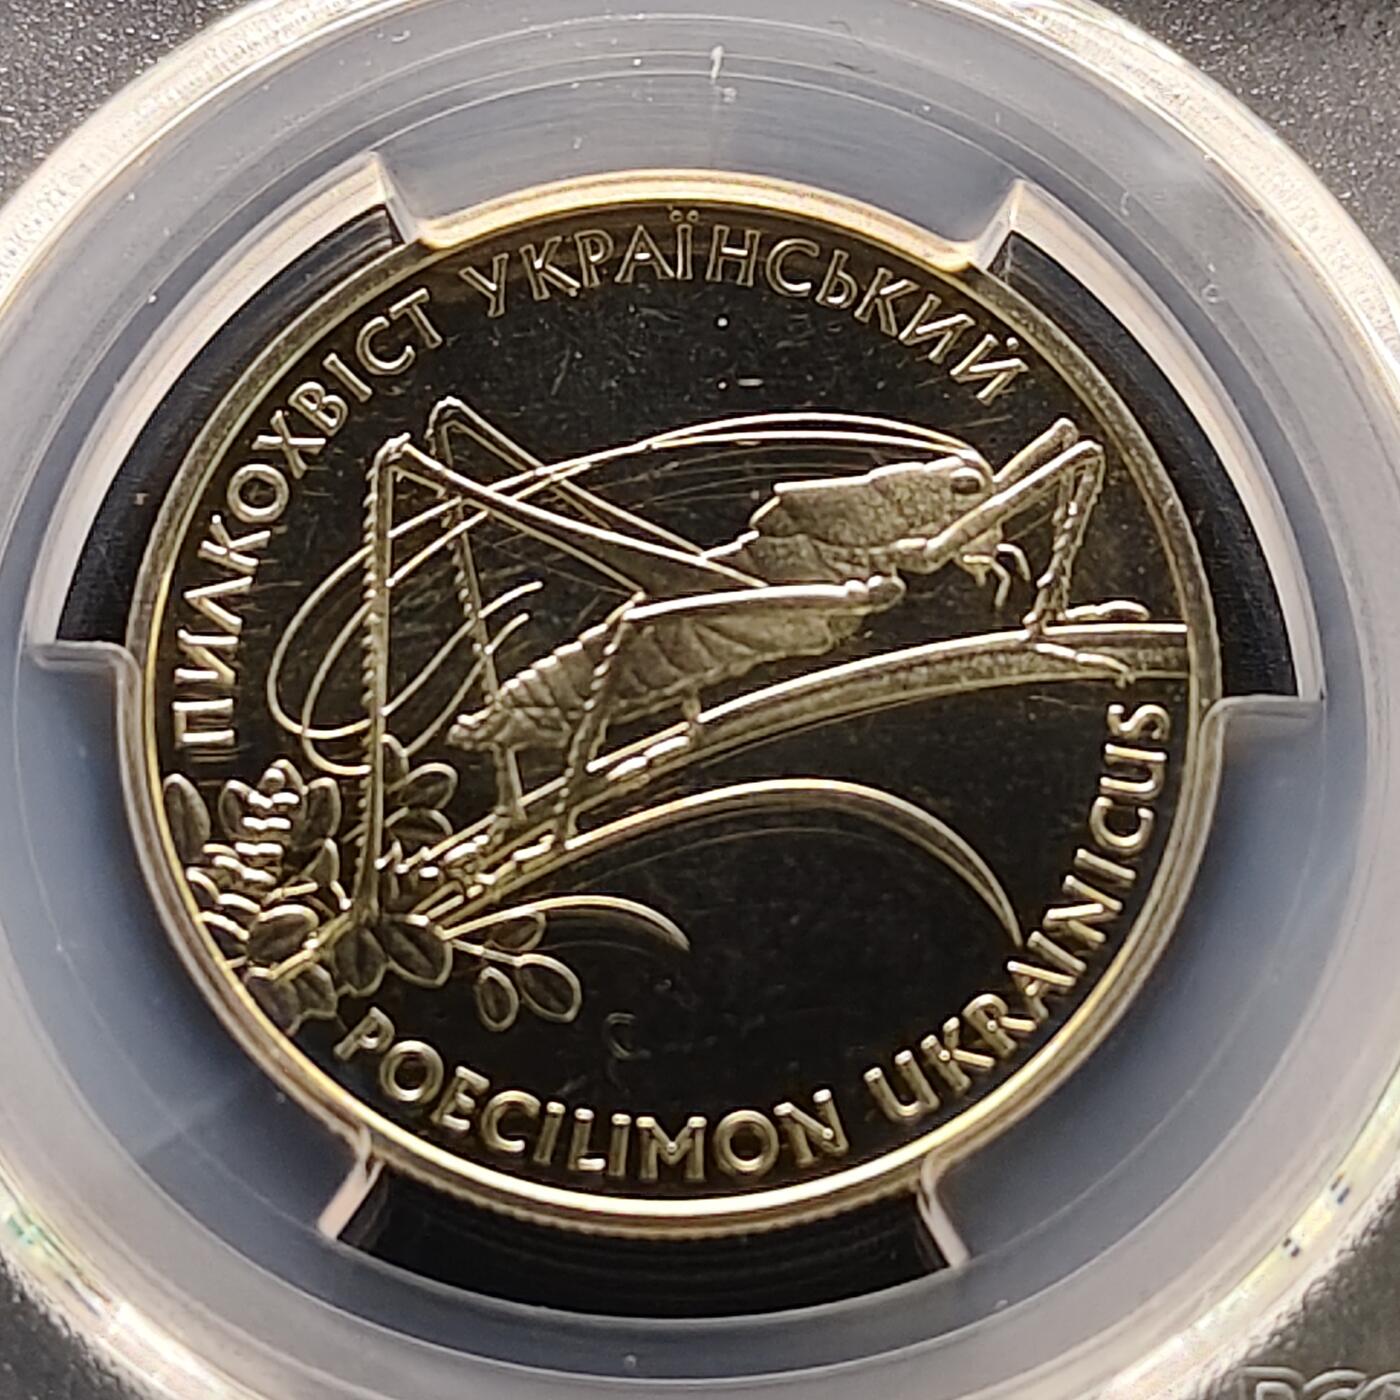 ПИЛКОХВІСТ УКРАЇНСЬКИЙ
POECILIMON UKRAINICUS